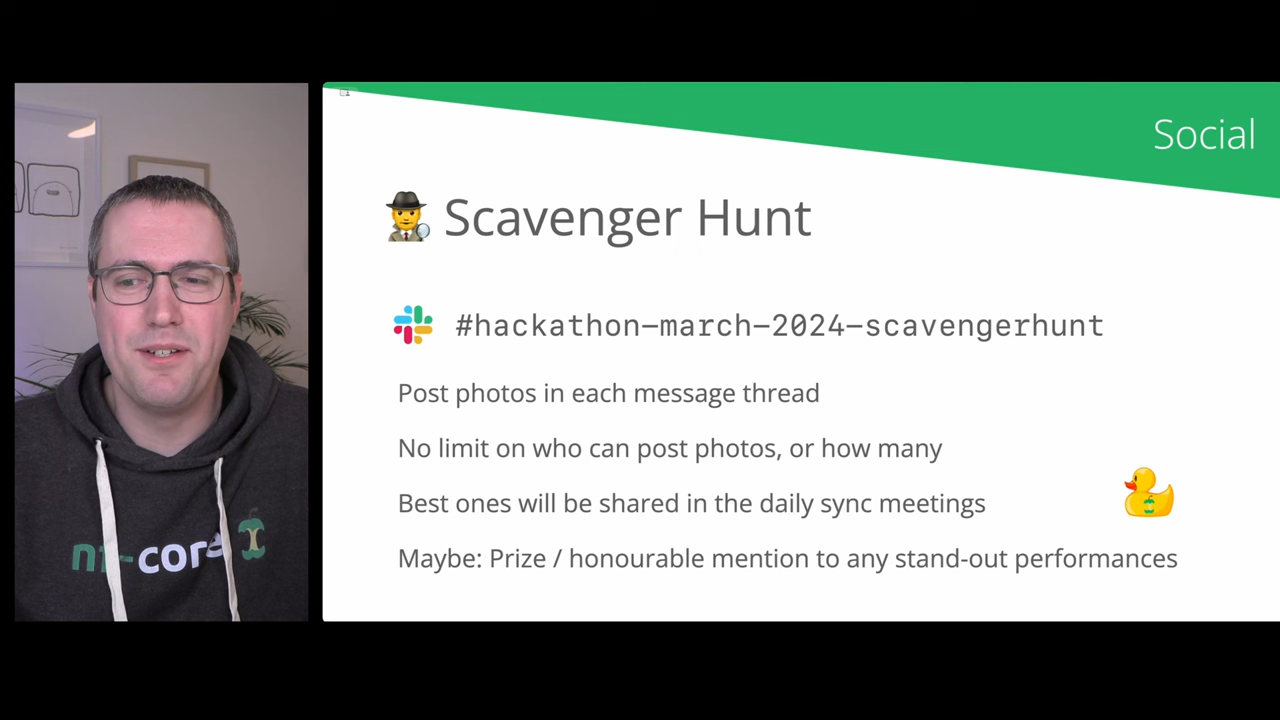 Social
Scavenger Hunt
#hackathon-march-2024-scavengerhunt
Post photos in each message thread
No limit on who can post photos, or how many
Best ones will be shared in the daily sync meetings
Maybe: Prize / honourable mention to any stand-out performances
nf-core